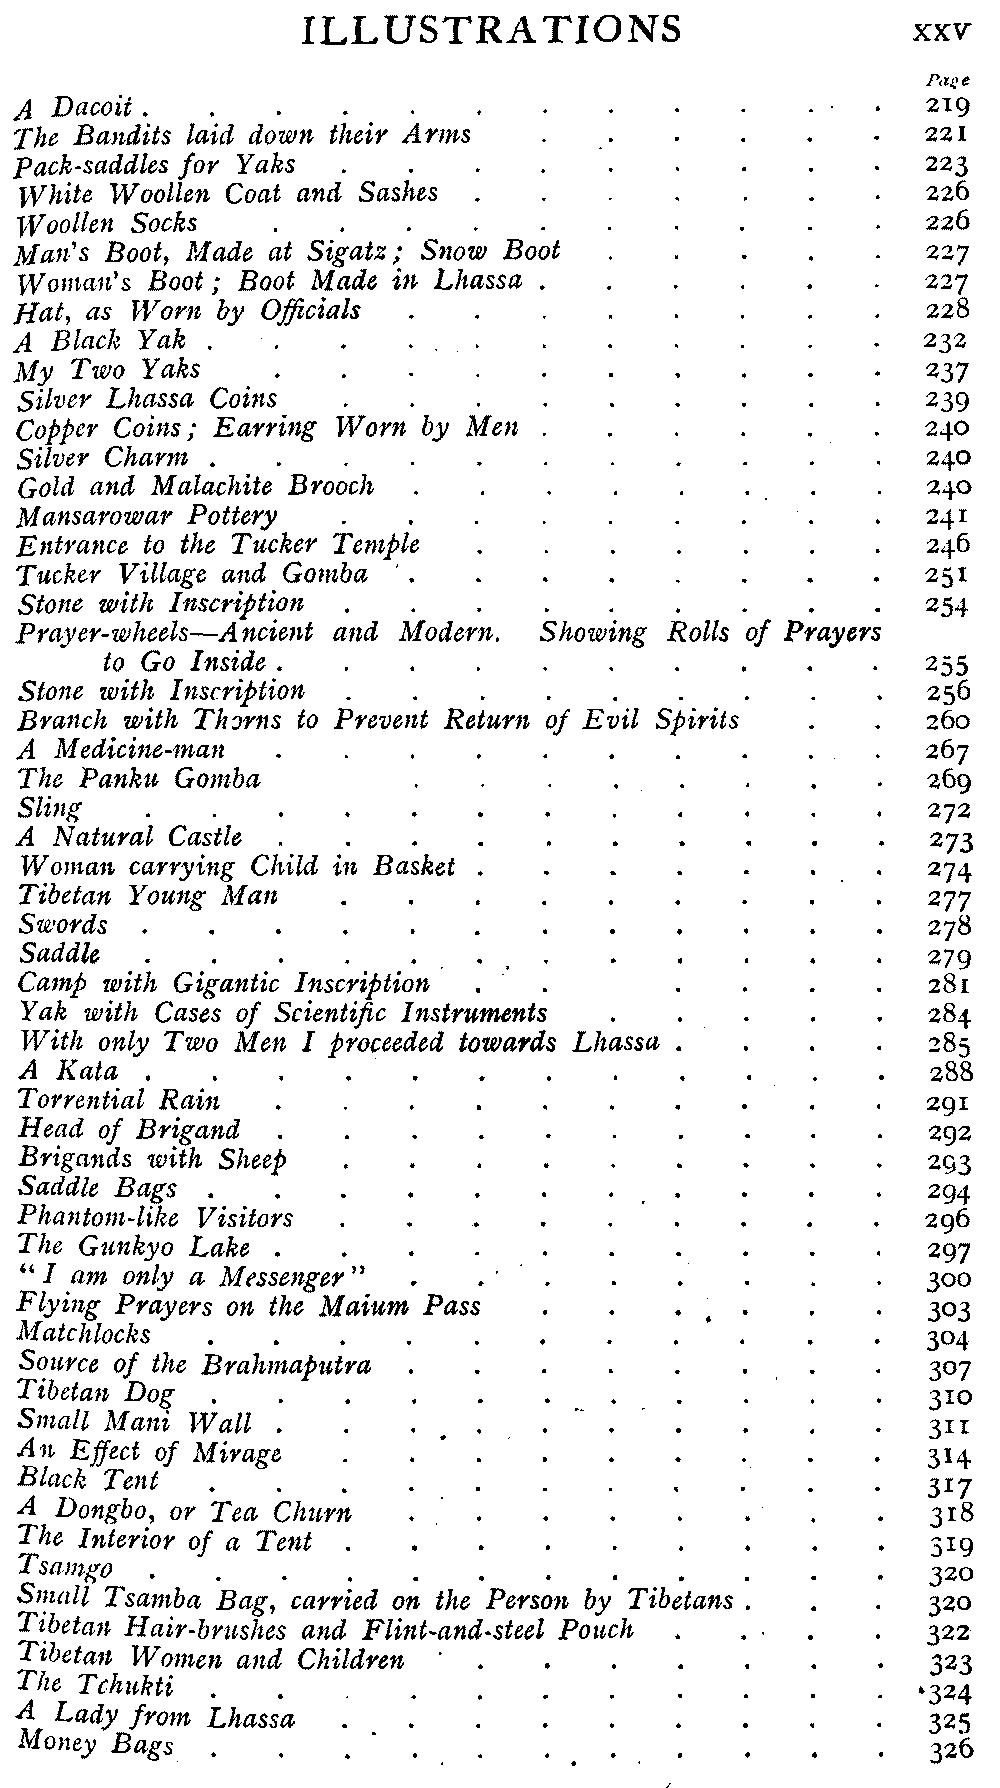 ILLUSTRATIONS xxv
Page
A Dacoit . . . . . . . . . . . . 219
The Bandits laid down their Arms . . . . . . 221
Pack-saddles for Yaks . . . . . . . . . 223
White Woollen Coat and Sashes . . . . . . . 226
Woollen Socks . . . . . . . . . . 226
Man's Boot, Made at Sigatz; Snow Boot . . . . . 227
Woman's Boot; Boot Made in Lhassa . . . . . . 227
Hat, as Worn by Officials . . . . . . . . 228
A Black Yak . . . . . . . . . . . 232
My Two Yaks . . . . . . . . . . 237
Silver Lhassa Coins . . . . . . . . . 239
Copper Coins; Earring Worn by Men . . . . . . 240
Silver Charm . . . . . . . . . . . 240
Gold and Malachite Brooch . . . . . . . . 240
Mansarowar Pottery . . . . . . . . . 241
Entrance to the Tucker Temple . . . . . . . 246
Tucker Village and Gomba . . . . . . . . 251
Stone with Inscription . . . . . . . . . 254
Prayer-wheels—Ancient and Modern. Showing Rolls of Prayers
to Go Inside . . . . . . . . . . 255
Stone with Inscription . . . . . . . . . 256
Branch with Thorns to Prevent Return of Evil Spirits . . 260
A Medicine-man . . . . . . . . . . 267
The Panku Gomba . . . . . . . . 269
Sling . . . . . . . . . . . . 272
A Natural Castle . . . . . . . . . . 273
Woman carrying Child in Basket . . . . . . . 274
Tibetan Young Man . . . . . . . . . 277
Swords . . . . . . . . . . . . 278
Saddle . . . . . . . . . . . . 279
Camp with Gigantic Inscription . . . . . . 281
Yak with Cases of Scientific Instruments . . . . . 284
With only Two Men I proceeded towards Lhassa . . . . 285
A Kata . . . . . . . . . . . . 288
Torrential Rain . . . . . . . . . . 291
Head of Brigand . . . . . . . . . . 292
Brigands with Sheep . . . . . . . . . 293
Saddle Bags . . . . . . . . . . . 294
Phantom-like Visitors . . . . . . . . . 296
The Gunkyo Lake . . . . . . . . . . 297
"I am only a Messenger" . . . . . . . . 300
Flying Prayers on the Maium Pass . . . . . . 303
Matchlocks . . . . . . . . . . . 304
Source of the Brahmaputra . . . . . . . . 307
Tibetan Dog . . . . . . . . . . . 310
Small Mani Wall . . . . . . . . . . 311
An Effect of Mirage . . . . . . . . . 314
Black Tent . . . . . . . . . . . 317
A Dongbo, or Tea Churn . . . . . . . . 318
The Interior of a Tent . . . . . . . . . 319
Tsamgo . . . . . . . . . . . . 320
Small Tsamba Bag, carried on the Person by Tibetans . . . 320
Tibetan Hair-brushes and Flint-and-steel Pouch . . . . 322
Tibetan Women and Children . . . . . . . 323
The Tchukti . . . . . . . . . . . 324
A Lady from Lhassa . . . . . . . . . 325
Money Bags . . . . . . . . . . . 326